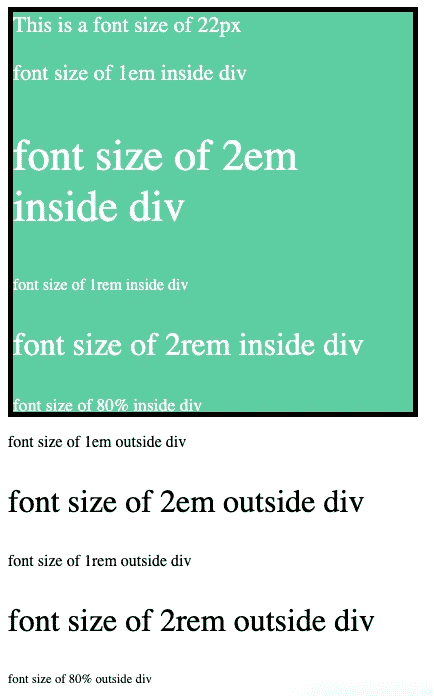 This is a font size of 22px
font size of 1em inside div
font size of 2em
inside div
font size of 1rem inside div
font size of 2rem inside div
font size of 80% inside div
font size of 1em outside div
font size of 2em outside div
font size of 1rem outside div
font size of 2rem outside div
font size of 80% outside div